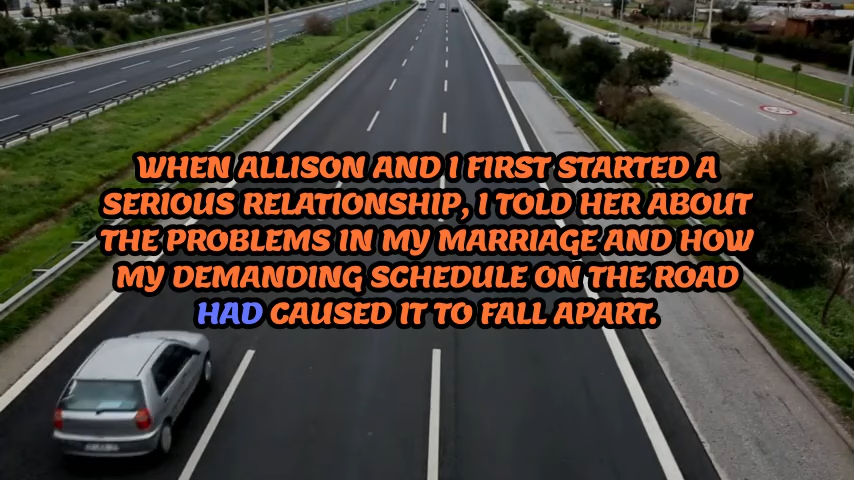 WHEN ALLISON AND I FIRST STARTED A
SERIOUS RELATIONSHIP, I TOLD HER ABOUT
THE PROBLEMS IN MY MARRIAGE AND HOW
MY DEMANDING SCHEDULE ON THE ROAD
HAD CAUSED IT TO FALL APART.